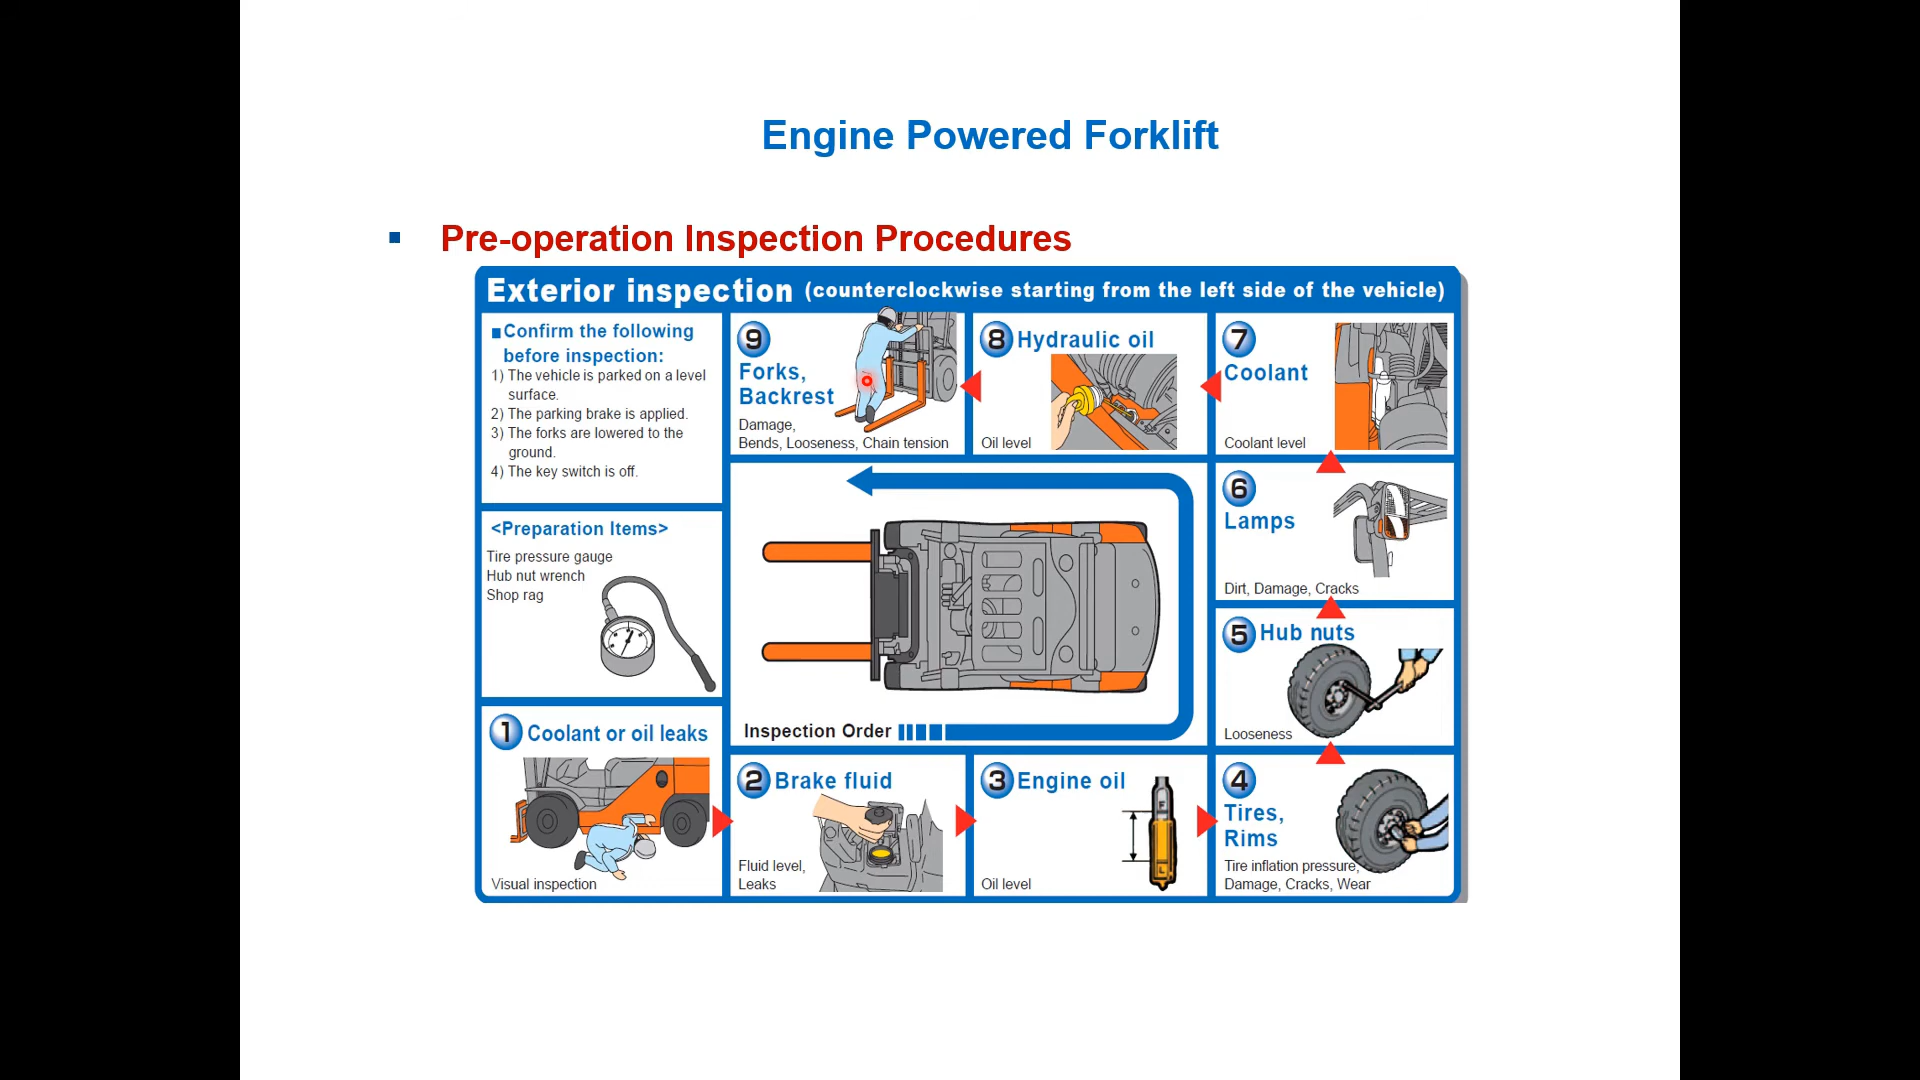 Engine Powered Forklift
▪ Pre-operation Inspection Procedures
Exterior inspection (counterclockwise starting from the left side of the vehicle)
■Confirm the following
before inspection:
1) The vehicle is parked on a level
surface.
2) The parking brake is applied.
3) The forks are lowered to the
ground.
4) The key switch is off.
<Preparation Items>
Tire pressure gauge
Hub nut wrench
Shop rag
1 Coolant or oil leaks
Visual inspection
2 Brake fluid
Fluid level,
Leaks
3 Engine oil
F
L
Oil level
4
Tires,
Rims
Tire inflation pressure,
Damage, Cracks, Wear
5 Hub nuts
Looseness
6
Lamps
Dirt, Damage, Cracks
7
Coolant
Coolant level
8 Hydraulic oil
Oil level
9
Forks,
Backrest
Damage,
Bends, Looseness, Chain tension
Inspection Order